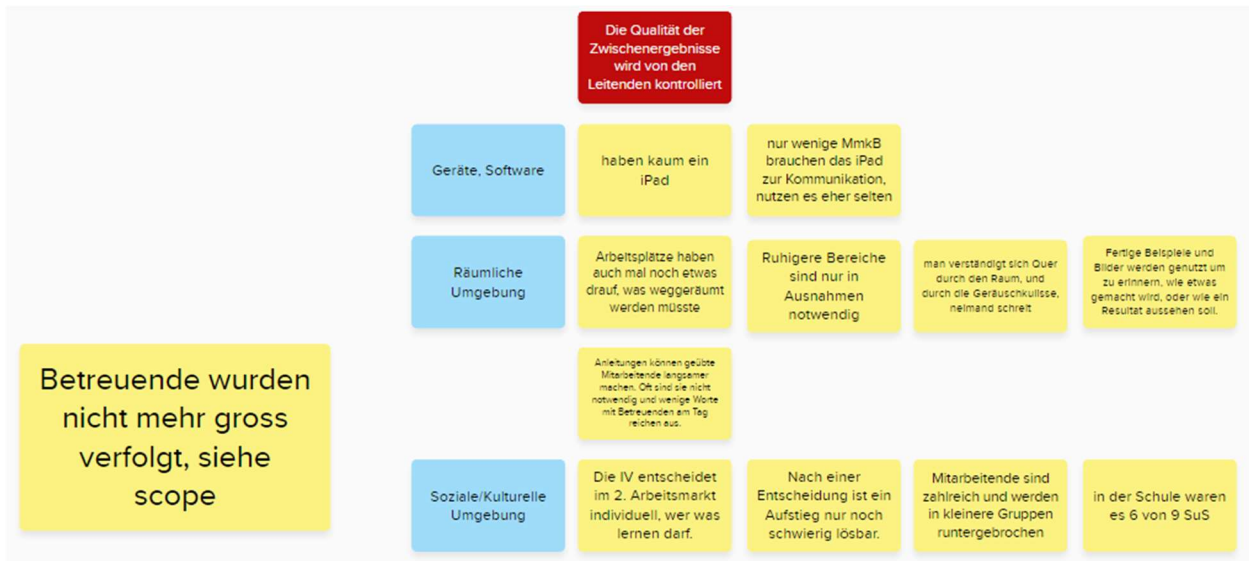 Die Qualität der
Zwischenergebnisse
wird von den
Leitenden kontrolliert
Geräte, Software
haben kaum ein
iPad
nur wenige MmkB
brauchen das iPad
zur Kommunikation,
nutzen es eher selten
Räumliche
Umgebung
Arbeitsplätze haben
auch mal noch etwas
drauf, was weggeräumt
werden müsste
Ruhigere Bereiche
sind nur in
Ausnahmen
notwendig
man verständigt sich Quer
durch den Raum, und
durch die Geräuschkulisse,
neimand schreit
Fertige Beispiele und
Bilder werden genutzt um
zu erinnern, wie etwas
gemacht wird, oder wie ein
Resultat aussehen soll.
Betreuende wurden
nicht mehr gross
verfolgt, siehe
scope
Anleitungen können geübte
Mitarbeitende langsamer
machen. Oft sind sie nicht
notwendig und wenige Worte
mit Betreuenden am Tag
reichen aus.
Soziale/Kulturelle
Umgebung
Die IV entscheidet
im 2. Arbeitsmarkt
individuell, wer was
lernen darf.
Nach einer
Entscheidung ist ein
Aufstieg nur noch
schwierig lösbar.
Mitarbeitende sind
zahlreich und werden
in kleinere Gruppen
runtergebrochen
in der Schule waren
es 6 von 9 SuS